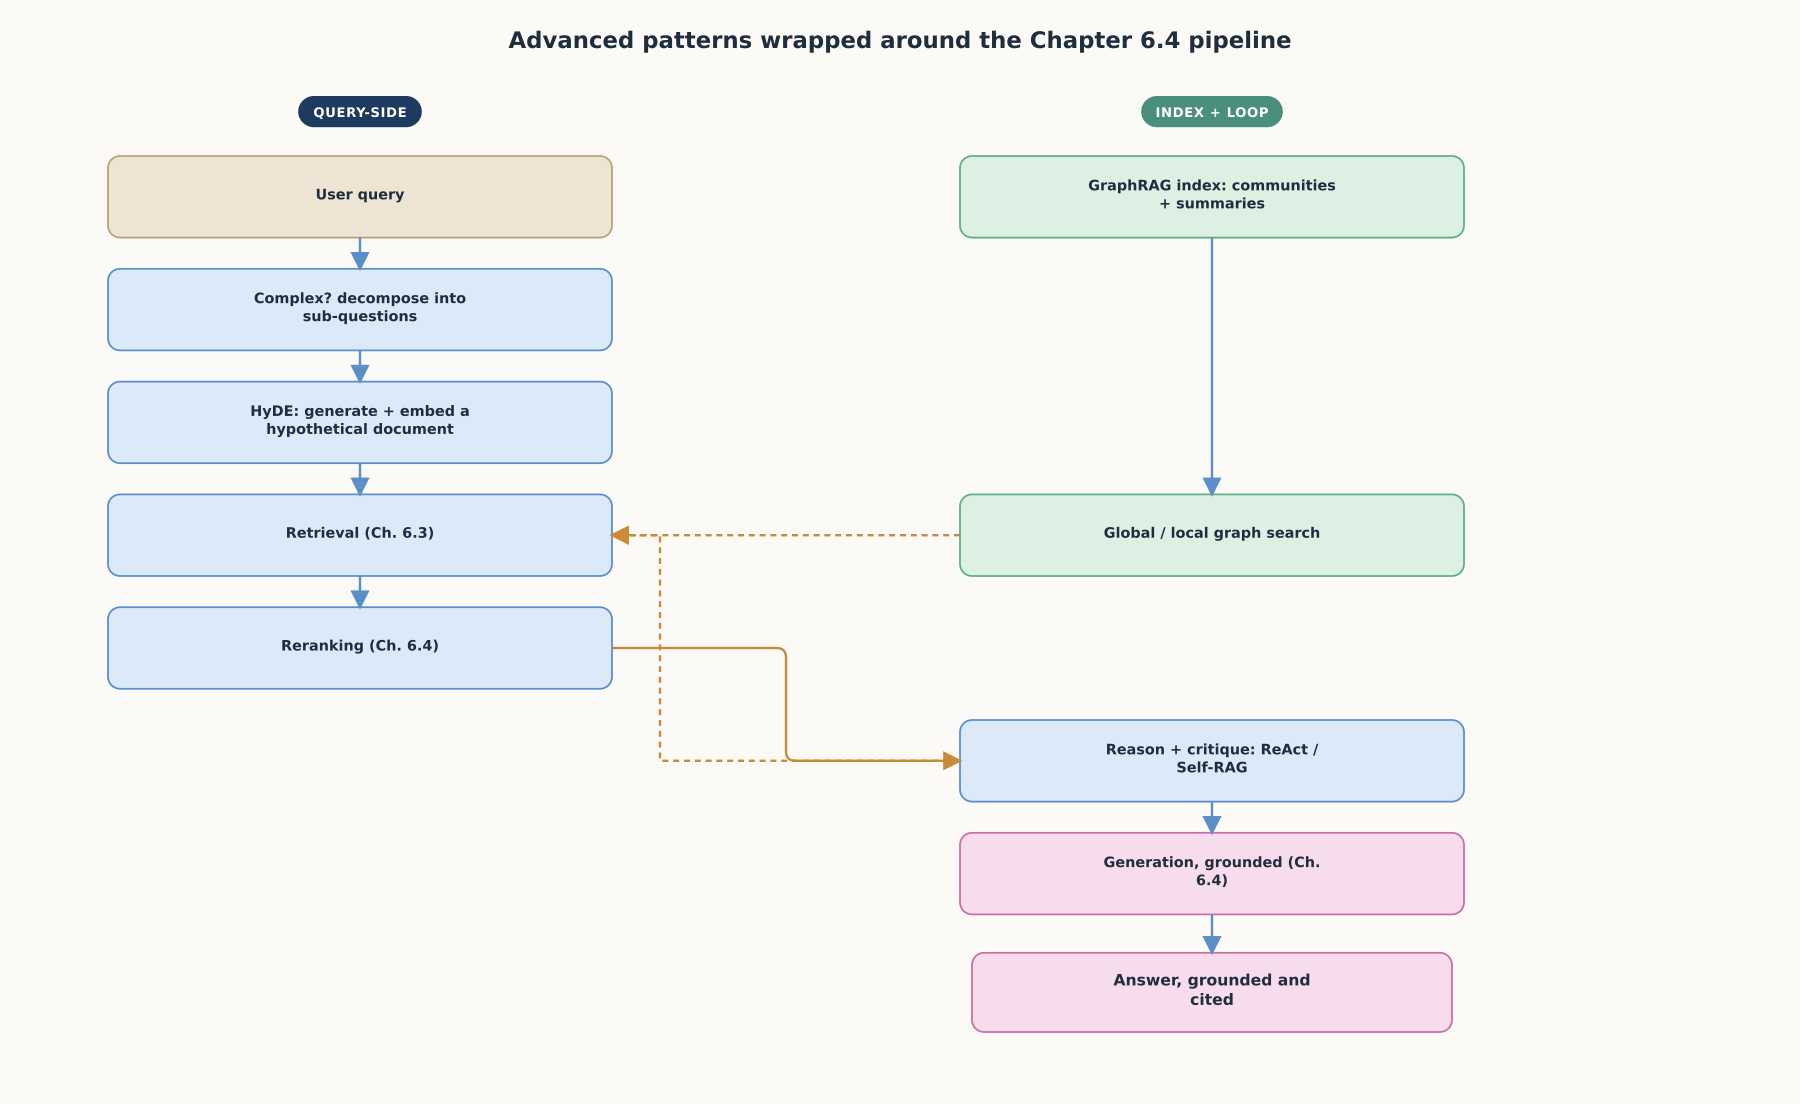 Advanced patterns wrapped around the Chapter 6.4 pipeline
QUERY-SIDE
User query
Complex? decompose into
sub-questions
HyDE: generate + embed a
hypothetical document
Retrieval (Ch. 6.3)
Reranking (Ch. 6.4)
INDEX + LOOP
GraphRAG index: communities
+ summaries
Global / local graph search
Reason + critique: ReAct /
Self-RAG
Generation, grounded (Ch.
6.4)
Answer, grounded and
cited